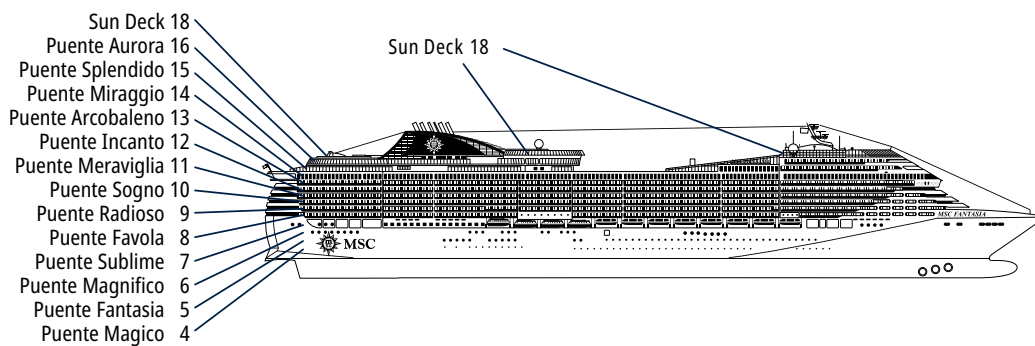 Sun Deck 18
Puente Aurora 16
Puente Splendido 15
Puente Miraggio 14
Puente Arcobaleno 13
Puente Incanto 12
Puente Meraviglia 11
Puente Sogno 10
Puente Radioso 9
Puente Favola 8
Puente Sublime 7
Puente Magnifico 6
Puente Fantasia 5
Puente Magico 4
Sun Deck 18
MSC FANTASIA
MSC